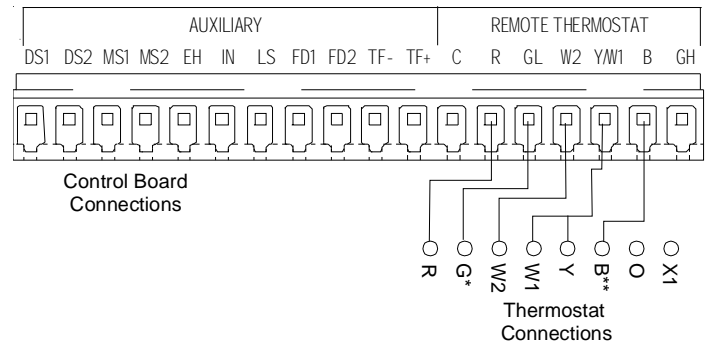 AUXILIARY REMOTE THERMOSTAT
DS1 DS2 MS1 MS2 EH IN LS FD1 FD2 TF- TF+ C R GL W2 Y/W1 B GH
Control Board
Connections
R G* W2 W1 Y B** O X1
Thermostat
Connections